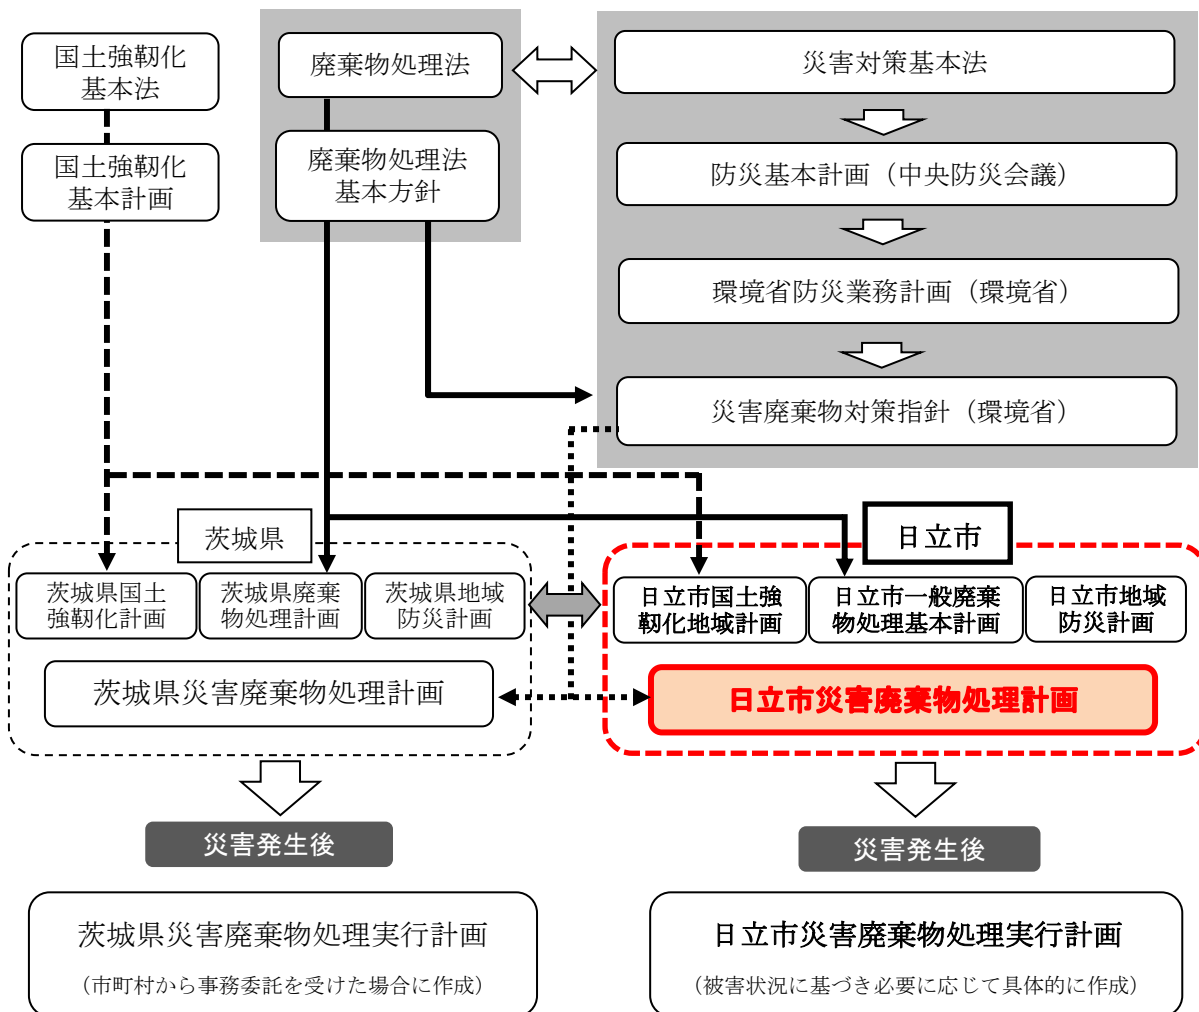 国土強靭化
基本法
国土強靭化
基本計画
廃棄物処理法
廃棄物処理法
基本方針
災害対策基本法
防災基本計画（中央防災会議）
環境省防災業務計画（環境省）
災害廃棄物対策指針（環境省）
茨城県
茨城県国土
強靭化計画
茨城県廃棄
物処理計画
茨城県地域
防災計画
茨城県災害廃棄物処理計画
日立市
日立市国土強
靭化地域計画
日立市一般廃棄
物処理基本計画
日立市地域
防災計画
日立市災害廃棄物処理計画
災害発生後
茨城県災害廃棄物処理実行計画
（市町村から事務委託を受けた場合に作成）
災害発生後
日立市災害廃棄物処理実行計画
（被害状況に基づき必要に応じて具体的に作成）